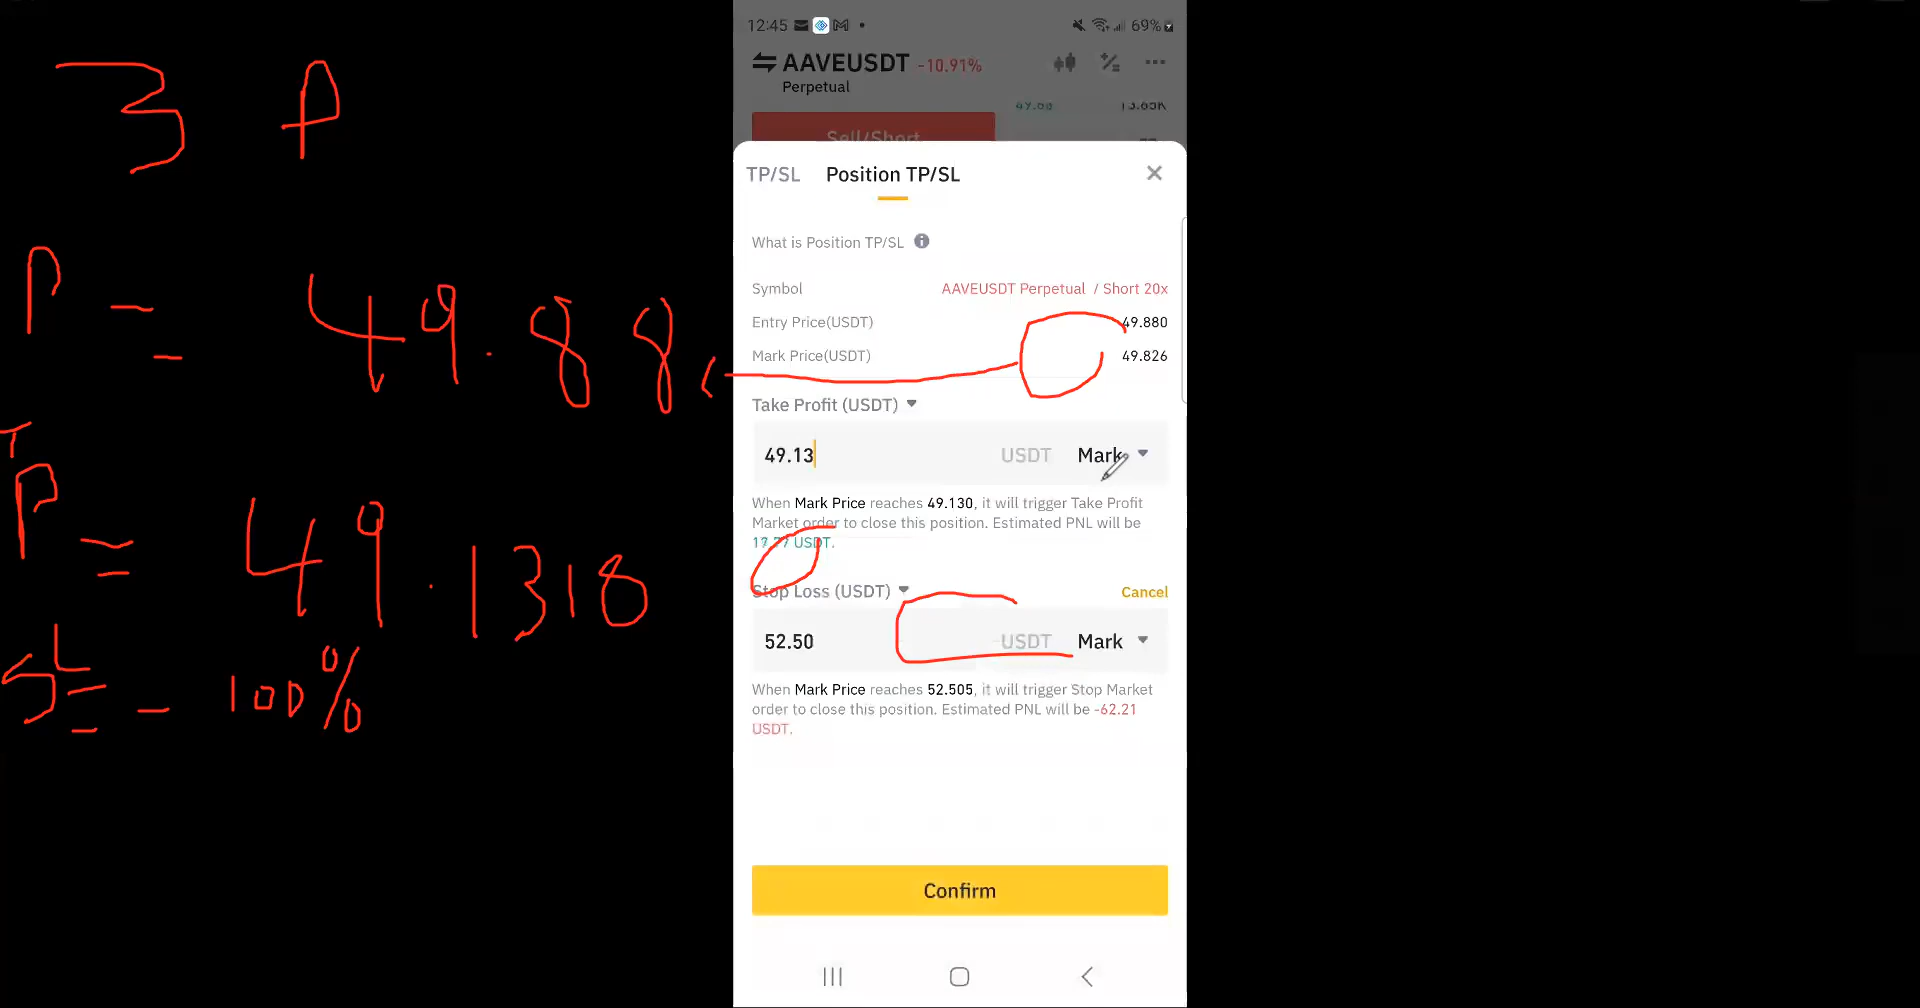 3 P
P = 49.88
TP = 49.1318
SL = - 100%
12:45 69%
AAVEUSDT -10.91%
Perpetual
49.88 13.65K
Sell/Short
TP/SL Position TP/SL
What is Position TP/SL
Symbol AAVEUSDT Perpetual / Short 20x
Entry Price(USDT) 49.880
Mark Price(USDT) 49.826
Take Profit (USDT)
49.13 USDT Mark
When Mark Price reaches 49.130, it will trigger Take Profit
Market order to close this position. Estimated PNL will be
USDT.
Stop Loss (USDT) Cancel
52.50 USDT Mark
When Mark Price reaches 52.505, it will trigger Stop Market
order to close this position. Estimated PNL will be -62.21
USDT.
Confirm